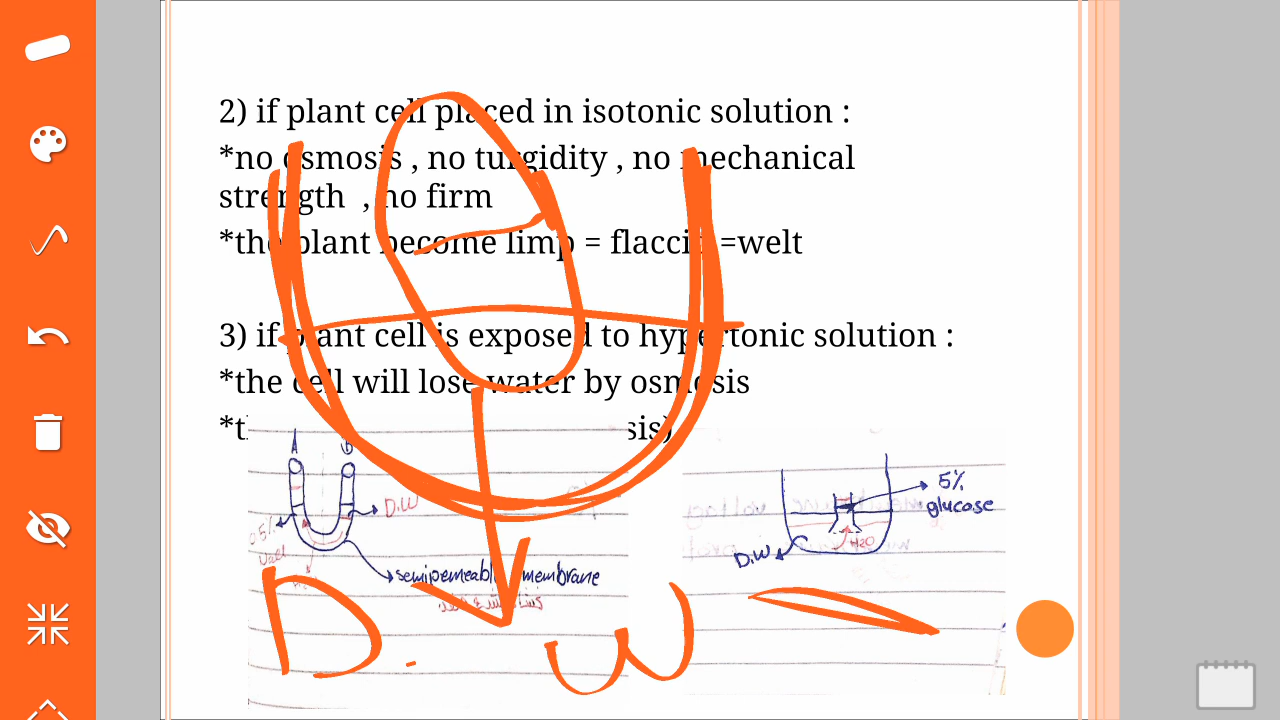 2) if plant cell placed in isotonic solution :
*no osmosis , no turgidity , no mechanical
strength , no firm
*the plant become limp = flaccid =welt
3) if plant cell is exposed to hypertonic solution :
*the cell will lose water by osmosis
A B
D.W
semipermeable membrane
5%
glucose
H2O
D.W
D. W